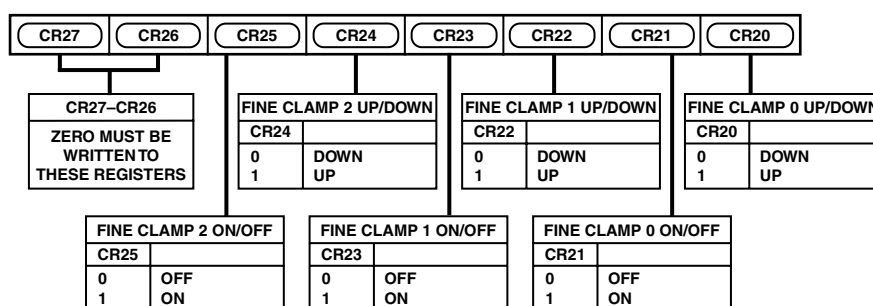 CR27 CR26 CR25 CR24 CR23 CR22 CR21 CR20
CR27–CR26
ZERO MUST BE
WRITTEN TO
THESE REGISTERS
FINE CLAMP 2 UP/DOWN
CR24
0 DOWN
1 UP
FINE CLAMP 1 UP/DOWN
CR22
0 DOWN
1 UP
FINE CLAMP 0 UP/DOWN
CR20
0 DOWN
1 UP
FINE CLAMP 2 ON/OFF
CR25
0 OFF
1 ON
FINE CLAMP 1 ON/OFF
CR23
0 OFF
1 ON
FINE CLAMP 0 ON/OFF
CR21
0 OFF
1 ON